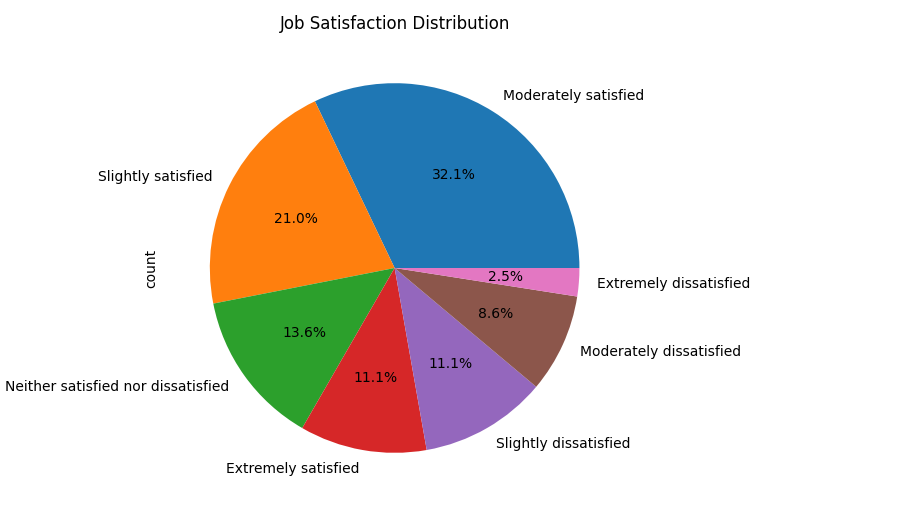 Job Satisfaction Distribution
Moderately satisfied
32.1%
Slightly satisfied
21.0%
count
Neither satisfied nor dissatisfied
13.6%
Extremely satisfied
11.1%
Slightly dissatisfied
11.1%
Moderately dissatisfied
8.6%
Extremely dissatisfied
2.5%